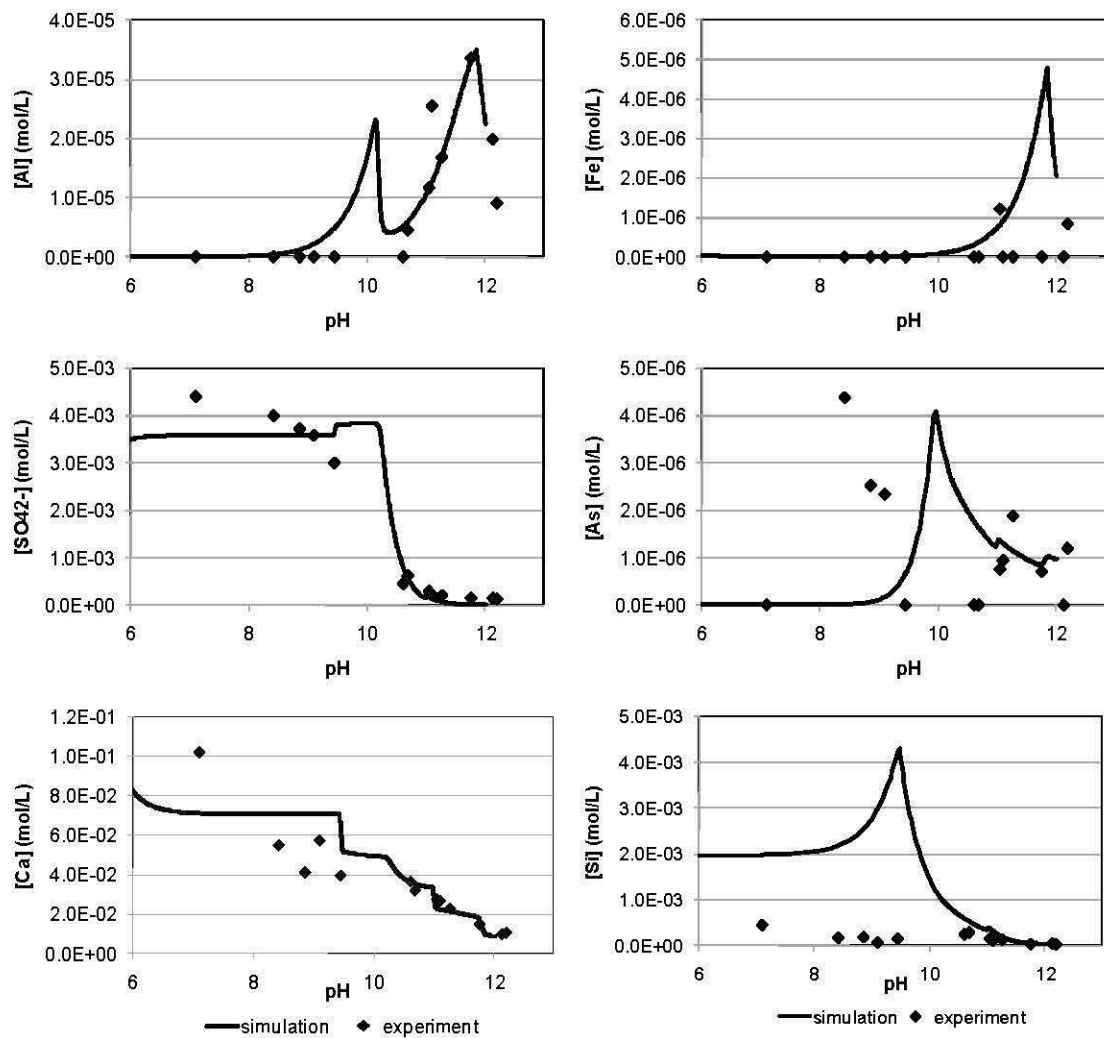 [Al] (mol/L)
4.0E-05
3.0E-05
2.0E-05
1.0E-05
0.0E+00
6 8 10 12
pH
[Fe] (mol/L)
6.0E-06
5.0E-06
4.0E-06
3.0E-06
2.0E-06
1.0E-06
0.0E+00
6 8 10 12
pH
[SO42-] (mol/L)
5.0E-03
4.0E-03
3.0E-03
2.0E-03
1.0E-03
0.0E+00
6 8 10 12
pH
[As] (mol/L)
5.0E-06
4.0E-06
3.0E-06
2.0E-06
1.0E-06
0.0E+00
6 8 10 12
pH
[Ca] (mol/L)
1.2E-01
1.0E-01
8.0E-02
6.0E-02
4.0E-02
2.0E-02
0.0E+00
6 8 10 12
pH
simulation experiment
[Si] (mol/L)
5.0E-03
4.0E-03
3.0E-03
2.0E-03
1.0E-03
0.0E+00
6 8 10 12
pH
simulation experiment